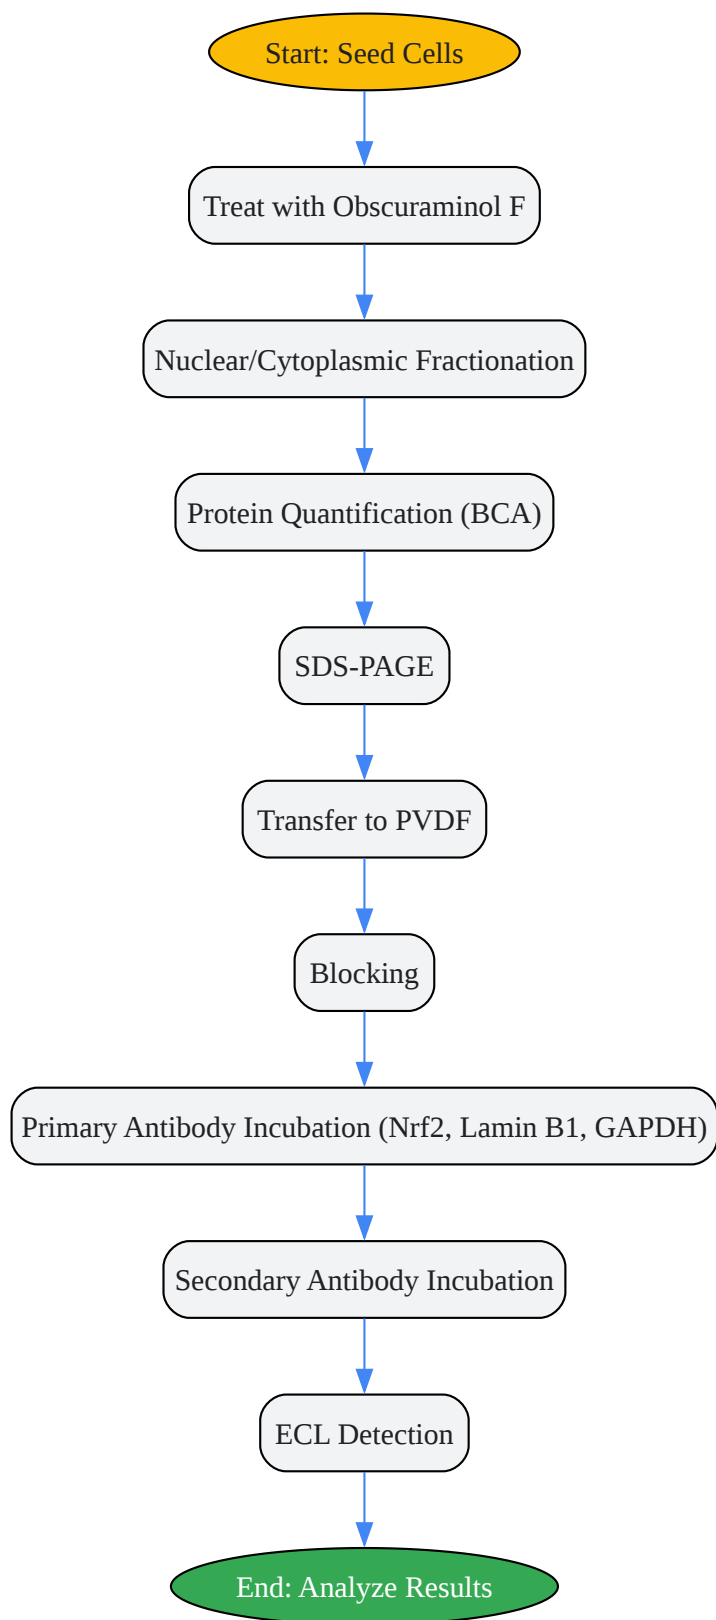 Start: Seed Cells
Treat with Obscuraminol F
Nuclear/Cytoplasmic Fractionation
Protein Quantification (BCA)
SDS-PAGE
Transfer to PVDF
Blocking
Primary Antibody Incubation (Nrf2, Lamin B1, GAPDH)
Secondary Antibody Incubation
ECL Detection
End: Analyze Results